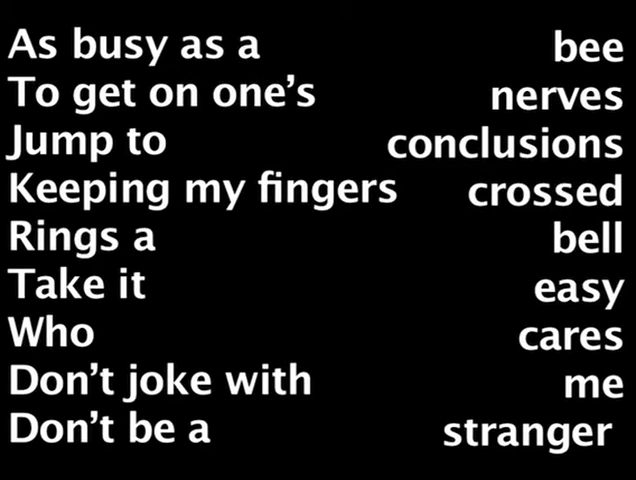 As busy as a bee
To get on one's nerves
Jump to conclusions
Keeping my fingers crossed
Rings a bell
Take it easy
Who cares
Don't joke with me
Don't be a stranger